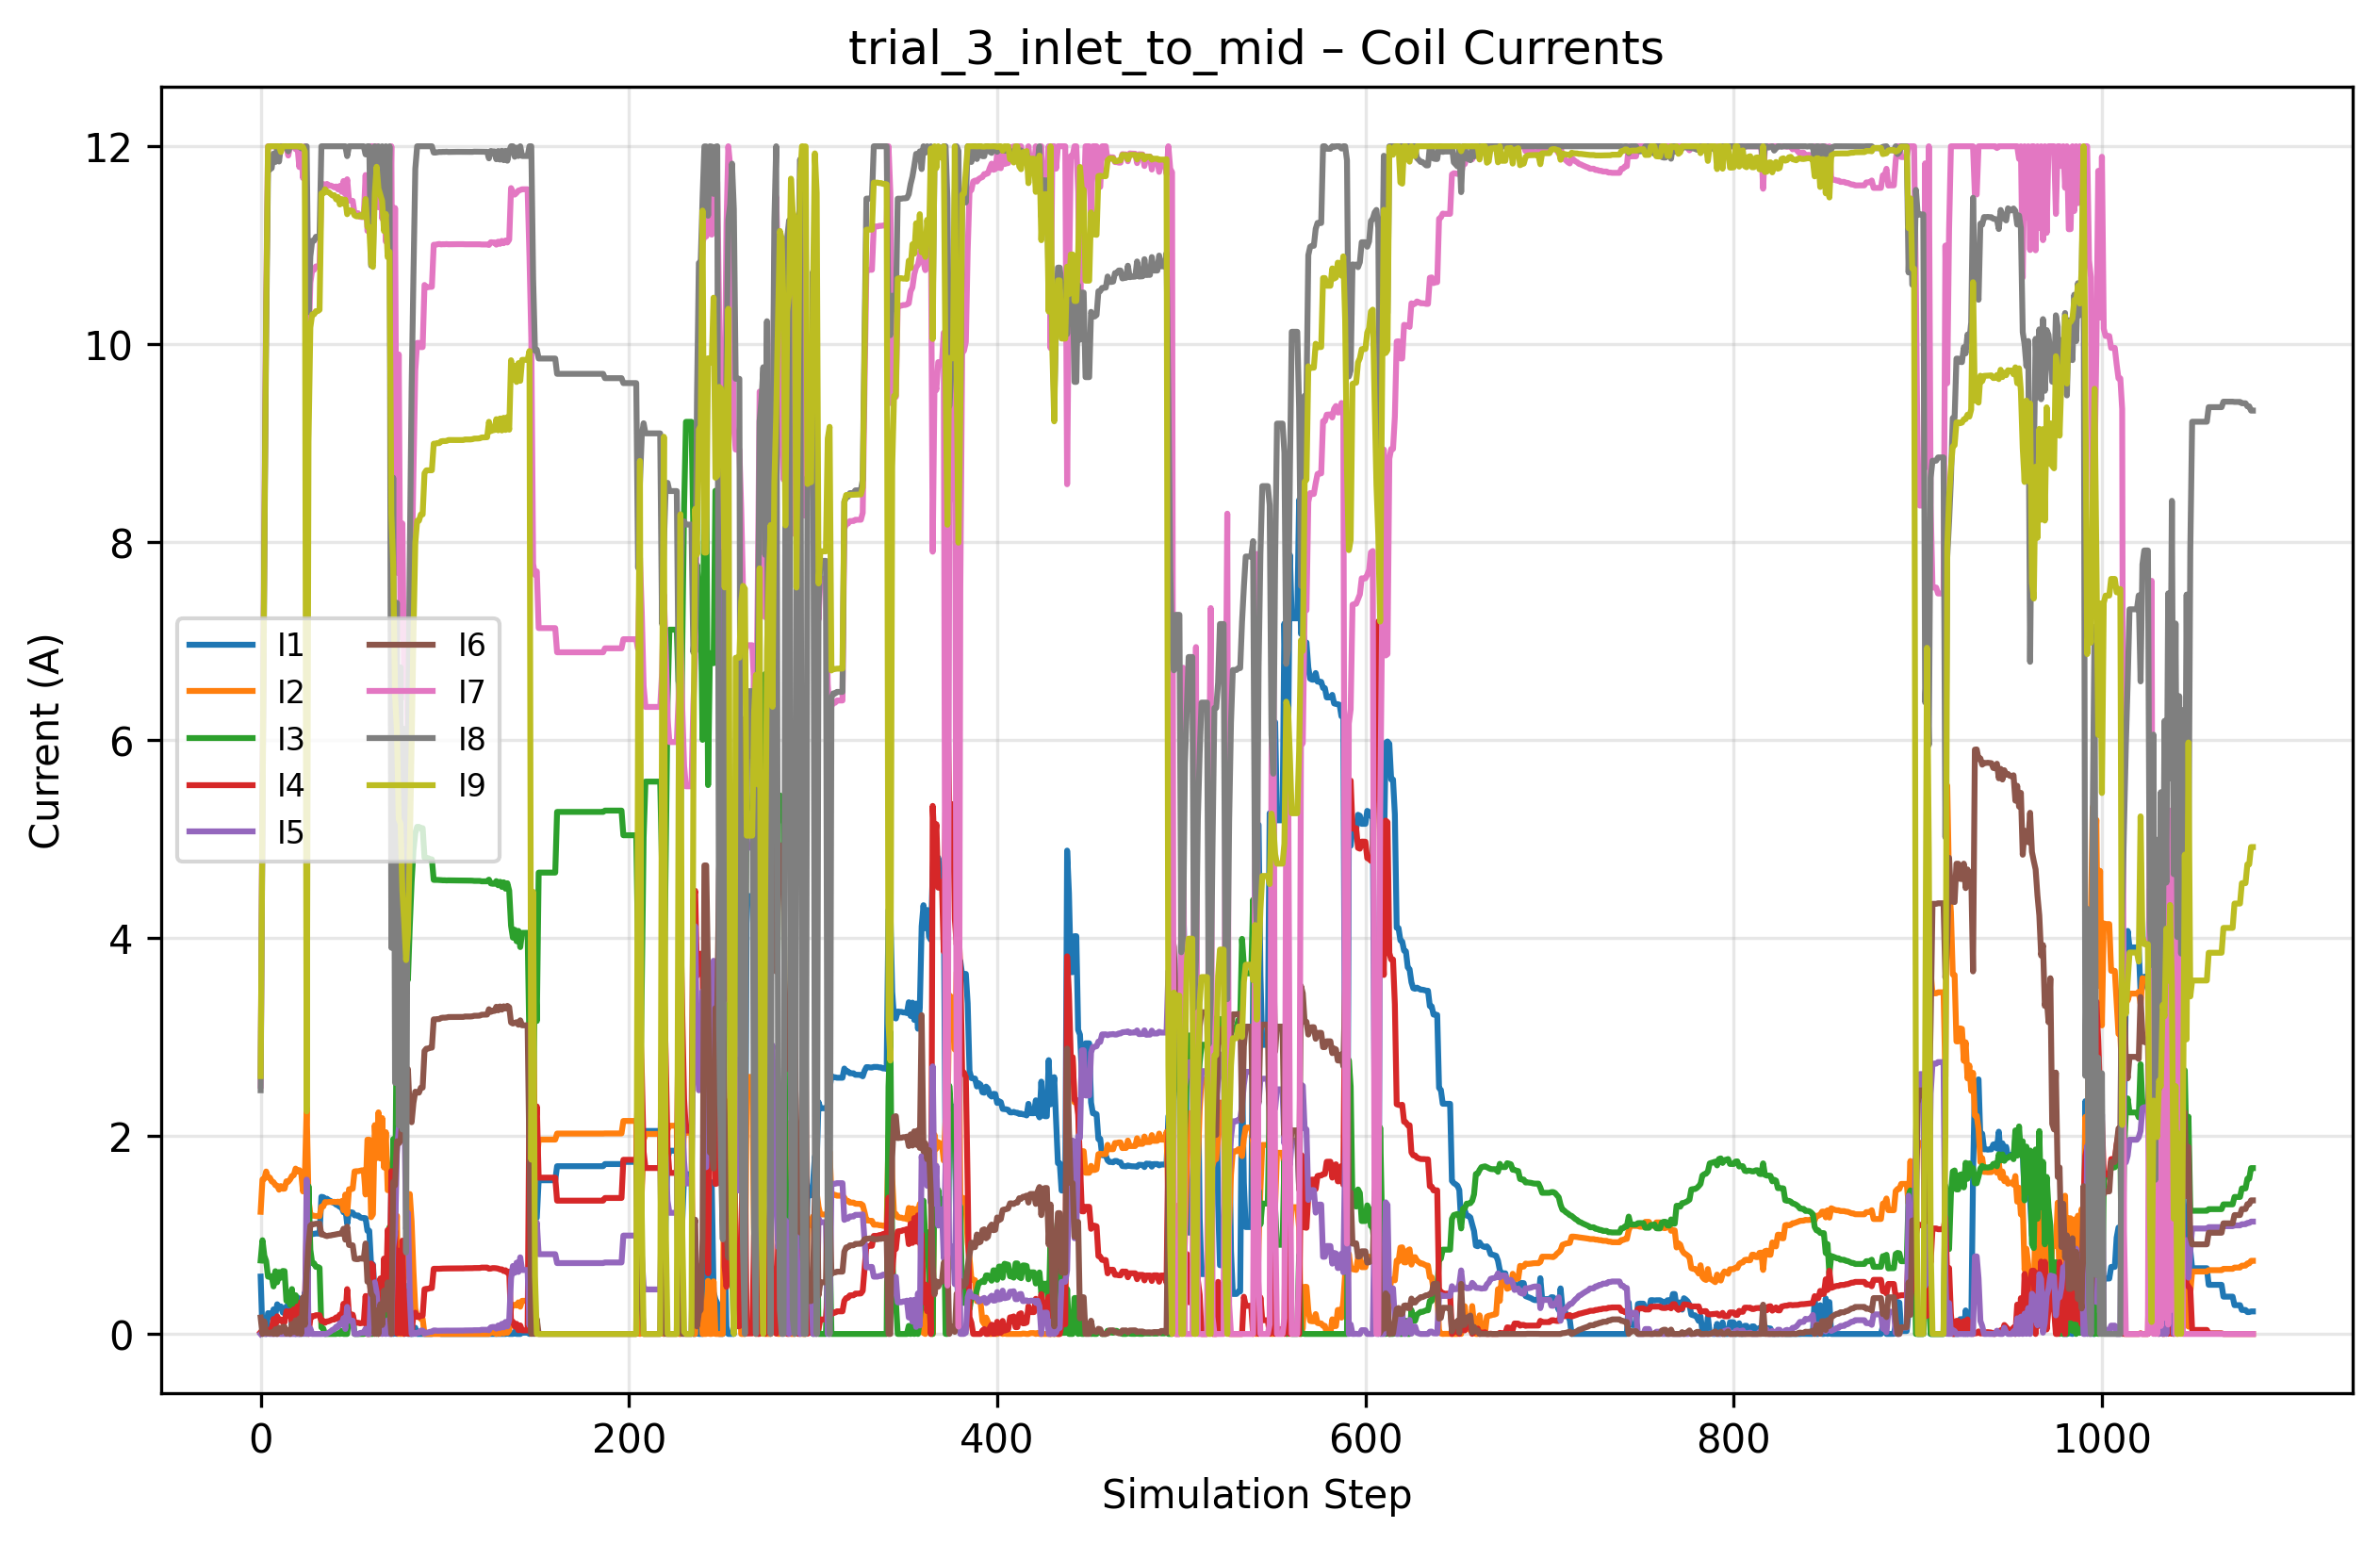 trial_3_inlet_to_mid – Coil Currents
Current (A)
12
10
8
6
4
2
0
I1
I2
I3
I4
I5
I6
I7
I8
I9
0 200 400 600 800 1000
Simulation Step